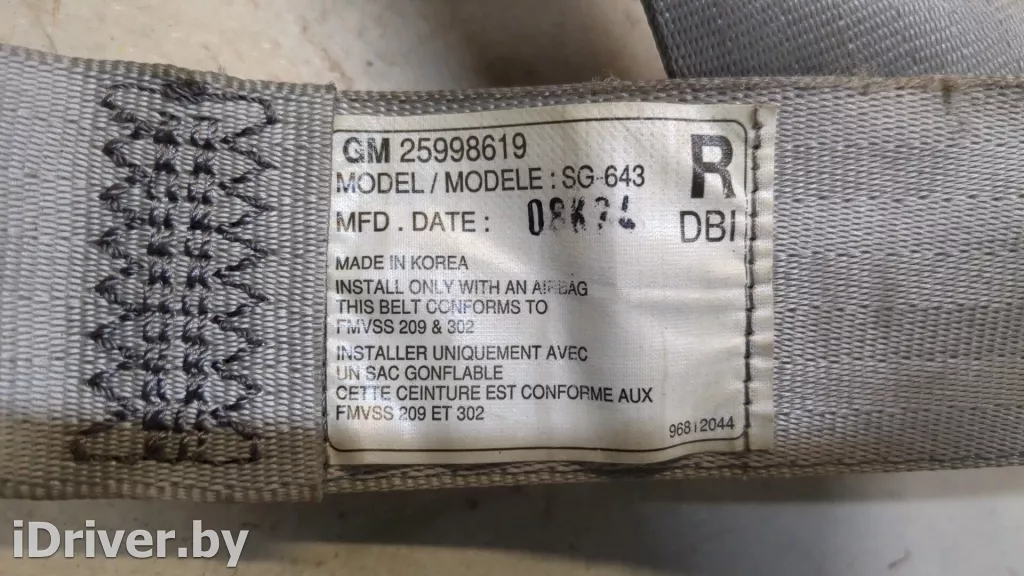 GM 25998619
MODEL / MODELE : SG-643
MFD . DATE :
R
DBI
MADE IN KOREA
INSTALL ONLY WITH AN AIRBAG
THIS BELT CONFORMS TO
FMVSS 209 & 302
INSTALLER UNIQUEMENT AVEC
UN SAC GONFLABLE
CETTE CEINTURE EST CONFORME AUX
FMVSS 209 ET 302
96812044
iDriver.by